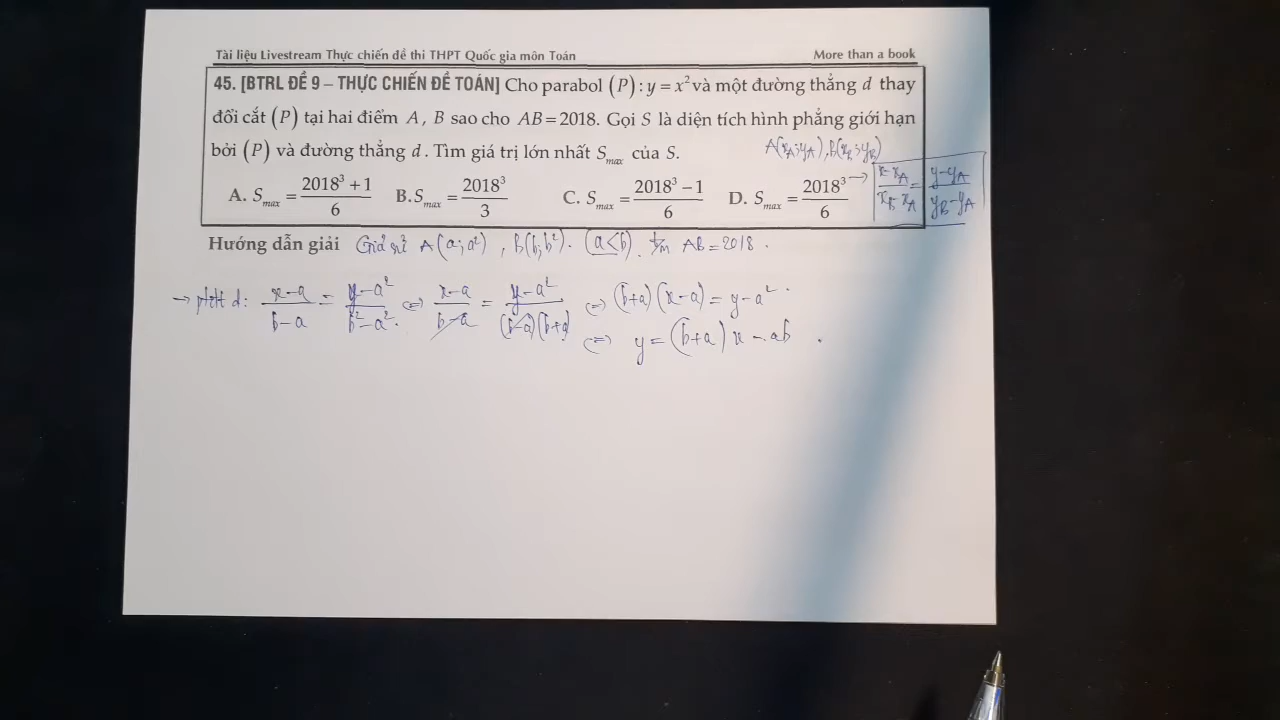 Tài liệu Livestream Thực chiến đề thi THPT Quốc gia môn Toán More than a book
45. [BTRL ĐỀ 9 – THỰC CHIẾN ĐỀ TOÁN] Cho parabol (P): y = x² và một đường thẳng d thay
đổi cắt (P) tại hai điểm A, B sao cho AB = 2018. Gọi S là diện tích hình phẳng giới hạn
bởi (P) và đường thẳng d. Tìm giá trị lớn nhất S_max của S.
A(x_A; y_A), B(x_B; y_B)
A. S_max = (2018³ + 1)/6 B. S_max = 2018³/3 C. S_max = (2018³ − 1)/6 D. S_max = 2018³/6
→ (x − x_A)/(x_B − x_A) = (y − y_A)/(y_B − y_A)
Hướng dẫn giải Giả sử A(a; a²), B(b; b²). (a < b). t/m AB = 2018.
→ ptđt d: (x − a)/(b − a) = (y − a²)/(b² − a²) ⇔ (x − a)/(b − a) = (y − a²)/((b − a)(b + a)) ⇔ (b + a)(x − a) = y − a².
⇔ y = (b + a)x − ab.